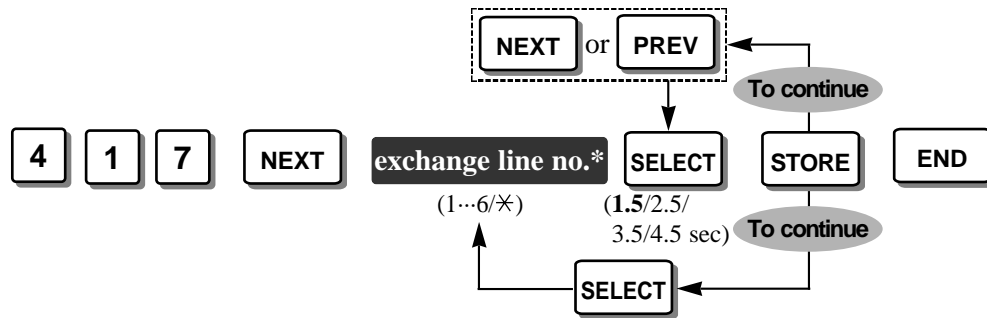 NEXT or PREV
To continue
4 1 7 NEXT exchange line no.* SELECT STORE END
(1···6/✳) (1.5/2.5/
3.5/4.5 sec)
To continue
SELECT